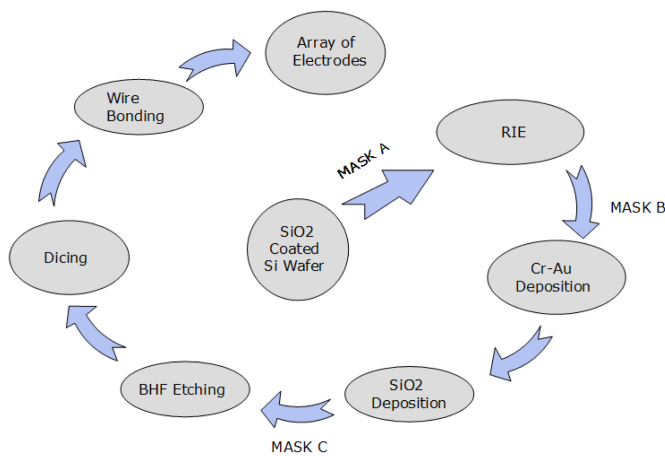 SiO2
Coated
Si Wafer
MASK A
RIE
MASK B
Cr-Au
Deposition
SiO2
Deposition
MASK C
BHF Etching
Dicing
Wire
Bonding
Array of
Electrodes